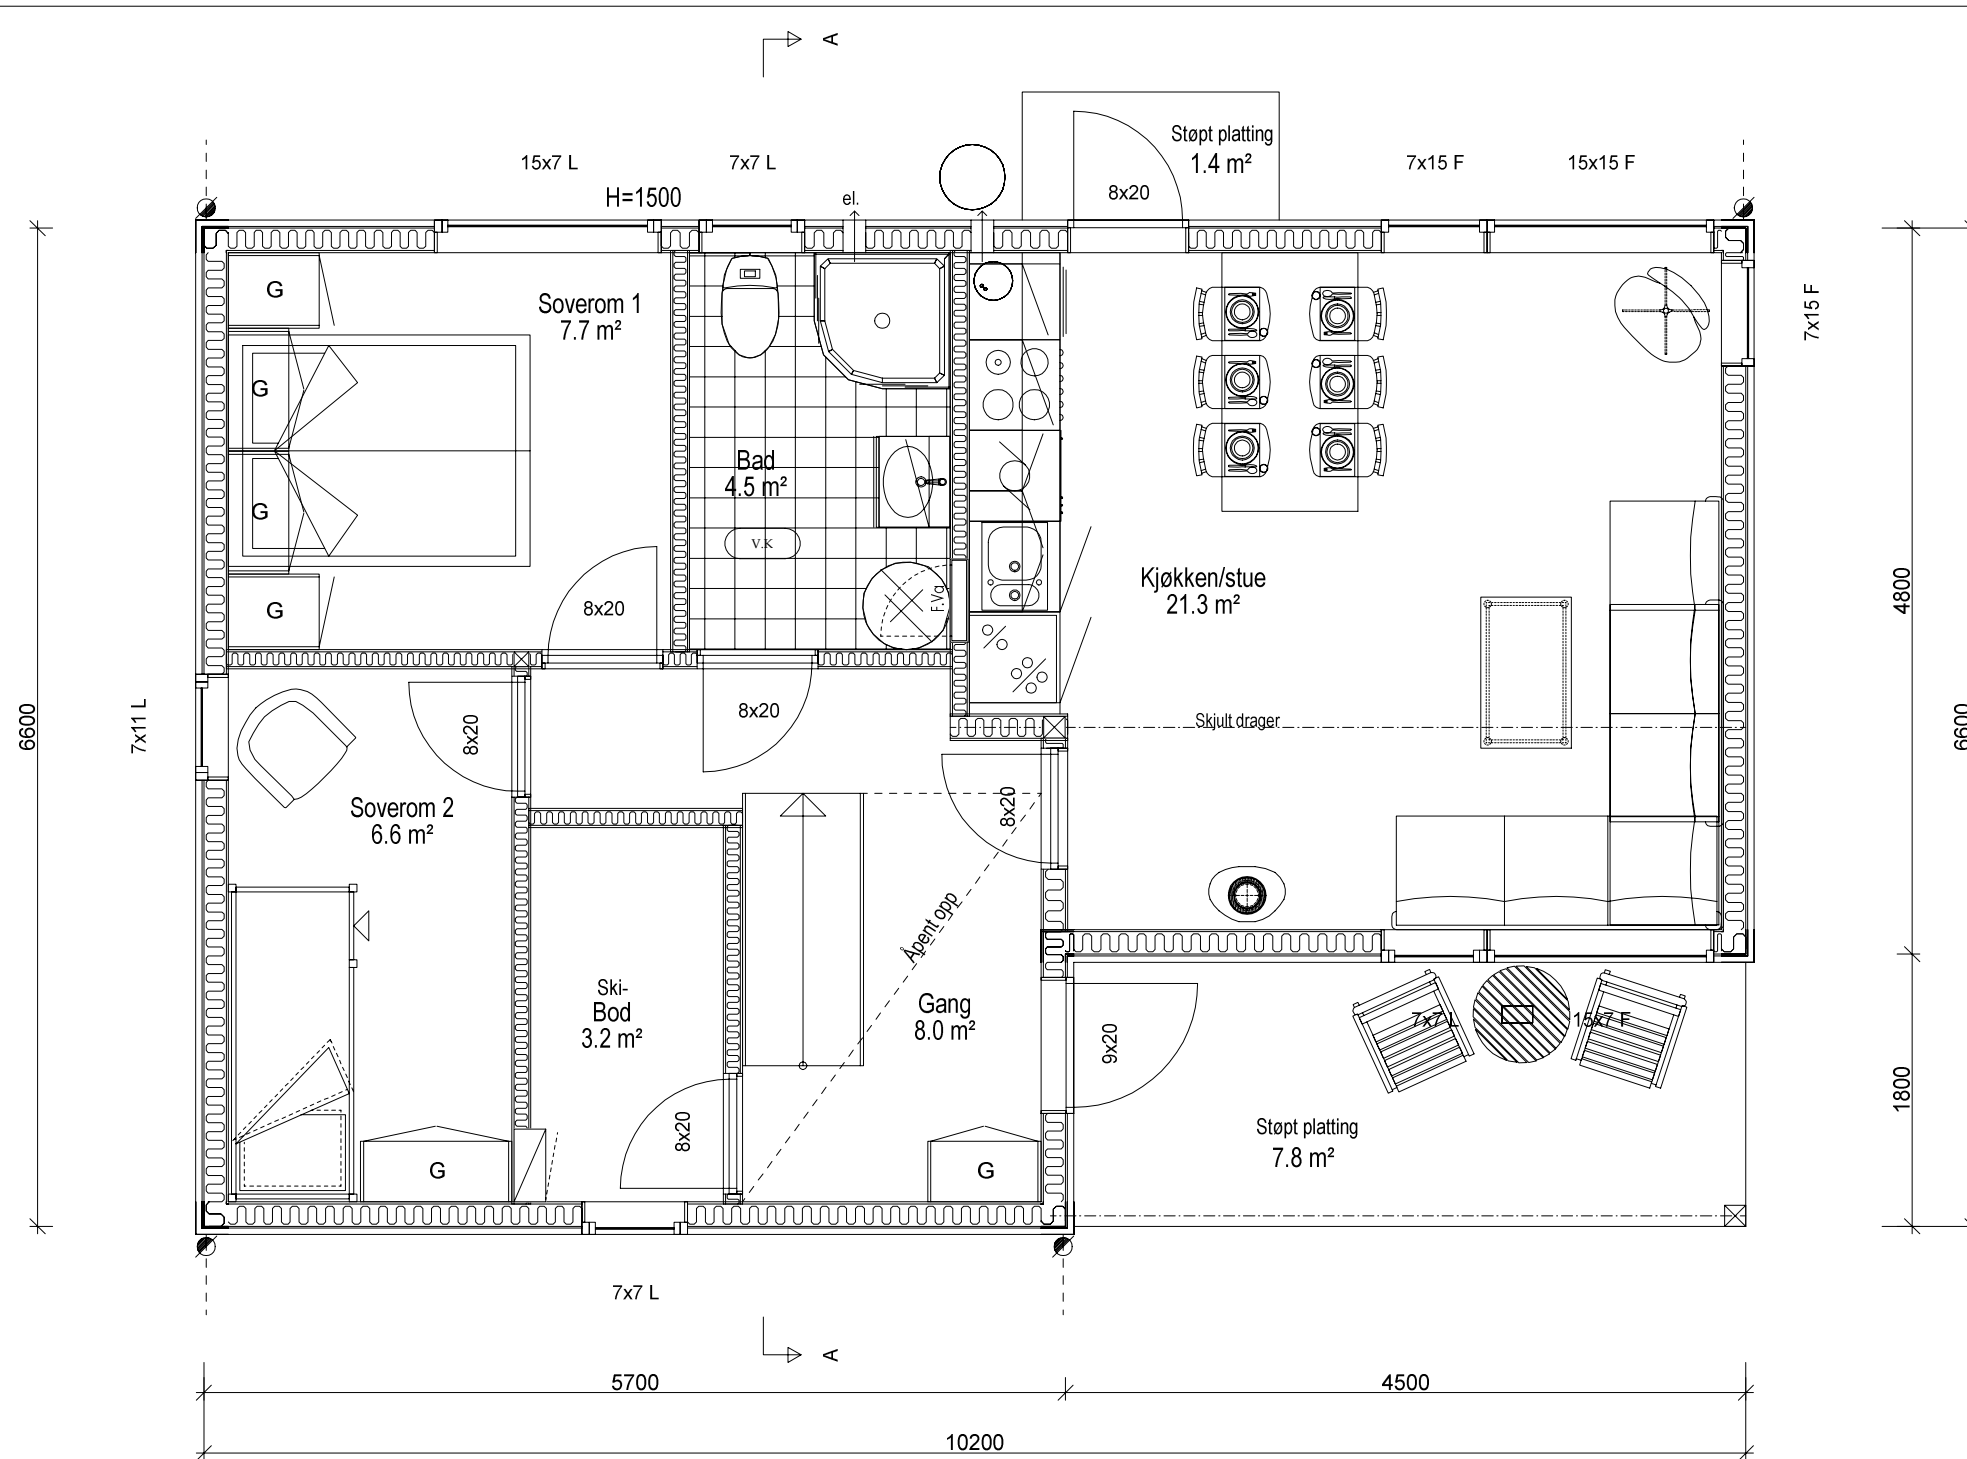 A
Støpt platting
1.4 m²
15x7 L
7x7 L
7x15 F
15x15 F
H=1500
el.
8x20
G
Soverom 1
7.7 m²
7x15 F
G
Bad
4.5 m²
G
V.K
Kjøkken/stue
21.3 m²
4800
F.Va
G
8x20
6600
7x11 L
8x20
8x20
Skjult drager
6600
Soverom 2
6.6 m²
8x20
Åpent opp
Ski-
Bod
3.2 m²
Gang
8.0 m²
7x7 L
15x7 F
9x20
1800
8x20
Støpt platting
7.8 m²
G
G
7x7 L
A
5700
4500
10200